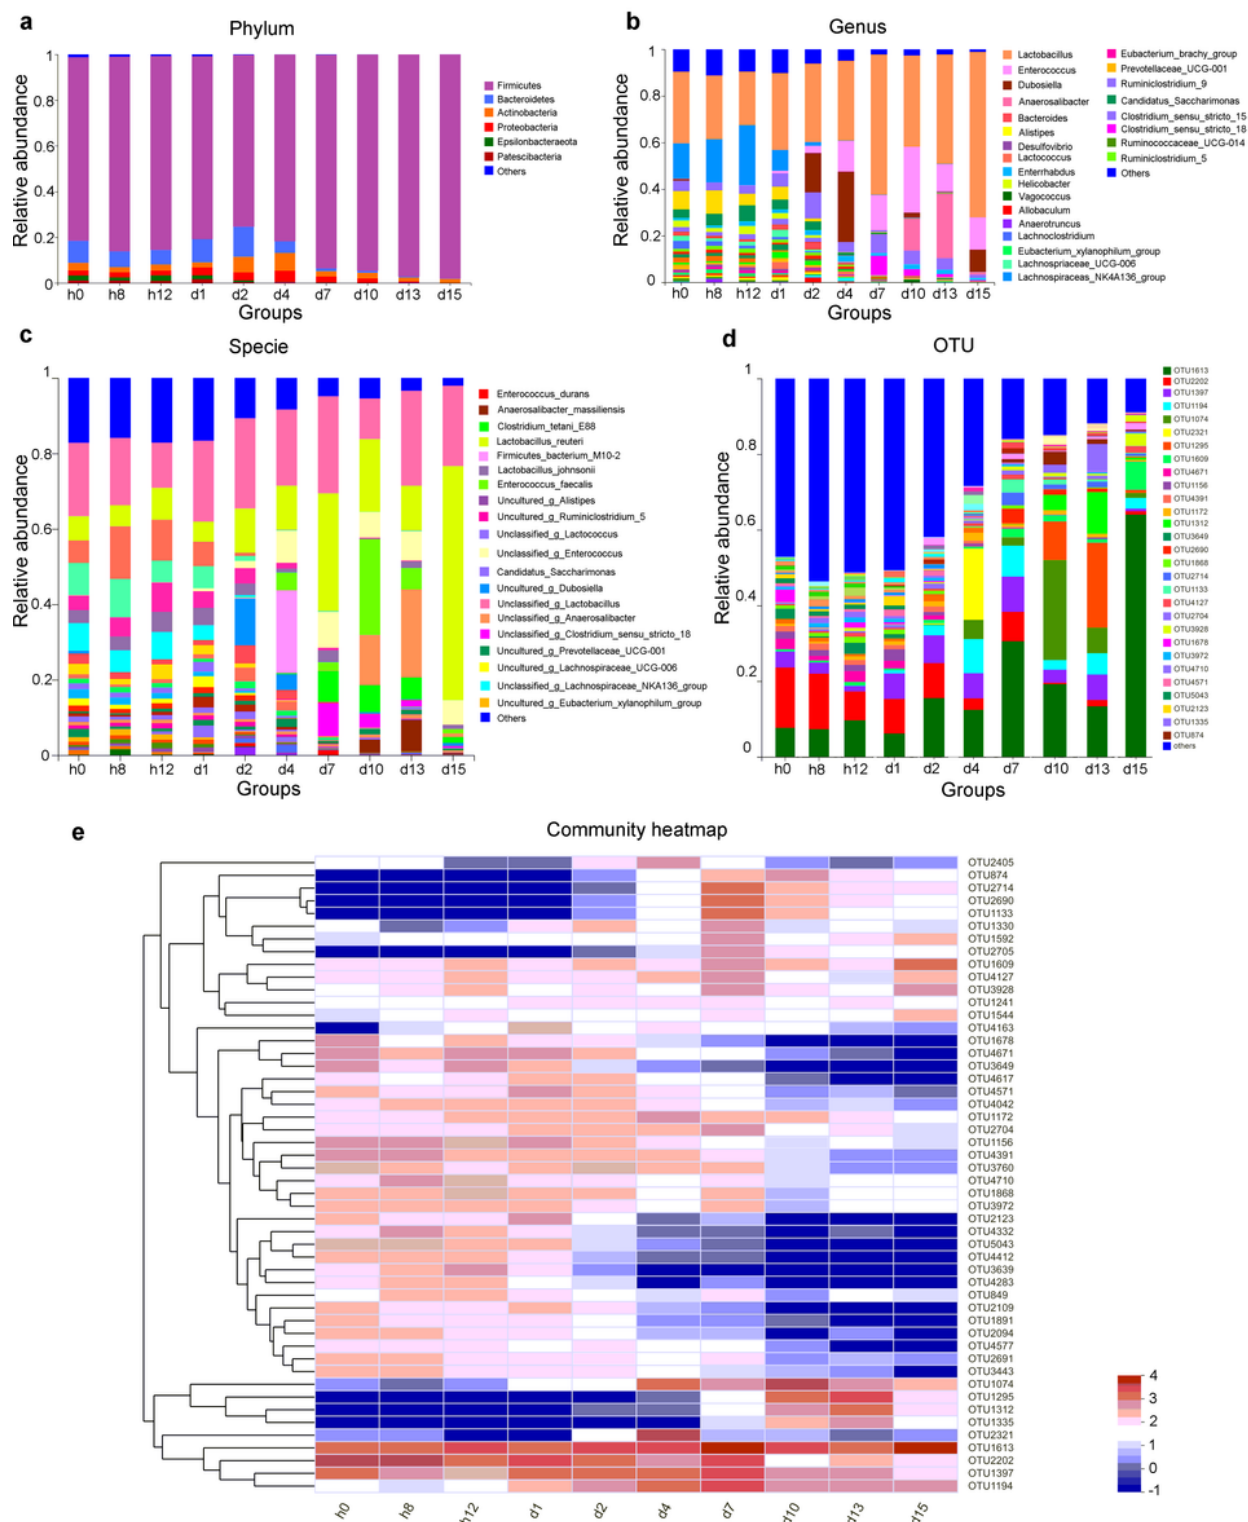 a
Phylum
Relative abundance
1
0.8
0.6
0.4
0.2
0
h0 h8 h12 d1 d2 d4 d7 d10 d13 d15
Groups
Firmicutes
Bacteroidetes
Actinobacteria
Proteobacteria
Epsilonbacteraeota
Patescibacteria
Others
b
Genus
Relative abundance
1
0.8
0.6
0.4
0.2
0
h0 h8 h12 d1 d2 d4 d7 d10 d13 d15
Groups
Lactobacillus
Enterococcus
Dubosiella
Anaerosalibacter
Bacteroides
Alistipes
Desulfovibrio
Lactococcus
Enterrhabdus
Helicobacter
Vagococcus
Allobaculum
Anaerotruncus
Lachnoclostridium
Eubacterium_xylanophilum_group
Lachnospriaceae_UCG-006
Lachnospiraceas_NK4A136_group
Eubacterium_brachy_group
Prevotellaceae_UCG-001
Ruminiclostridium_9
Candidatus_Saccharimonas
Clostridium_sensu_stricto_15
Clostridium_sensu_stricto_18
Ruminococcaceae_UGG-014
Ruminiclostridium_5
Others
c
Specie
Relative abundance
1
0.8
0.6
0.4
0.2
0
h0 h8 h12 d1 d2 d4 d7 d10 d13 d15
Groups
Enterococcus_durans
Anaerosalibacter_massiliensis
Clostridium_tetani_E88
Lactobacillus_reuteri
Firmicutes_bacterium_M10-2
Lactobacillus_johnsonii
Enterococcus_faecalis
Uncultured_g_Alistipes
Uncultured_g_Ruminiclostridium_5
Unclassified_g_Lactococcus
Unclassified_g_Enterococcus
Candidatus_Saccharimonas
Uncultured_g_Dubosiella
Unclassified_g_Lactobacillus
Unclassified_g_Anaerosalibacter
Unclassified_g_Clostridium_sensu_stricto_18
Uncultured_g_Prevotellaceae_UCG-001
Uncultured_g_Lachnospiraceae_UCG-006
Unclassified_g_Lachnospiraceae_NKA136_group
Uncultured_g_Eubacterium_xylanophilum_group
Others
d
OTU
Relative abundance
1
0.8
0.6
0.4
0.2
0
h0 h8 h12 d1 d2 d4 d7 d10 d13 d15
Groups
OTU1613
OTU2202
OTU1397
OTU1194
OTU1074
OTU2321
OTU1295
OTU1609
OTU4671
OTU1156
OTU4391
OTU1172
OTU1312
OTU3649
OTU2690
OTU1868
OTU2714
OTU1133
OTU4127
OTU2704
OTU3928
OTU1678
OTU3972
OTU4710
OTU4571
OTU5043
OTU2123
OTU1335
OTU874
others
e
Community heatmap
OTU2405
OTU874
OTU2714
OTU2690
OTU1133
OTU1330
OTU1592
OTU2705
OTU1609
OTU4127
OTU3928
OTU1241
OTU1544
OTU4163
OTU1678
OTU4671
OTU3649
OTU4617
OTU4571
OTU4042
OTU1172
OTU2704
OTU1156
OTU4391
OTU3760
OTU4710
OTU1868
OTU3972
OTU2123
OTU4332
OTU5043
OTU4412
OTU3639
OTU4283
OTU849
OTU2109
OTU1891
OTU2094
OTU4577
OTU2691
OTU3443
OTU1074
OTU1295
OTU1312
OTU1335
OTU2321
OTU1613
OTU2202
OTU1397
OTU1194
h0 h8 h12 d1 d2 d4 d7 d10 d13 d15
4
3
2
1
0
-1